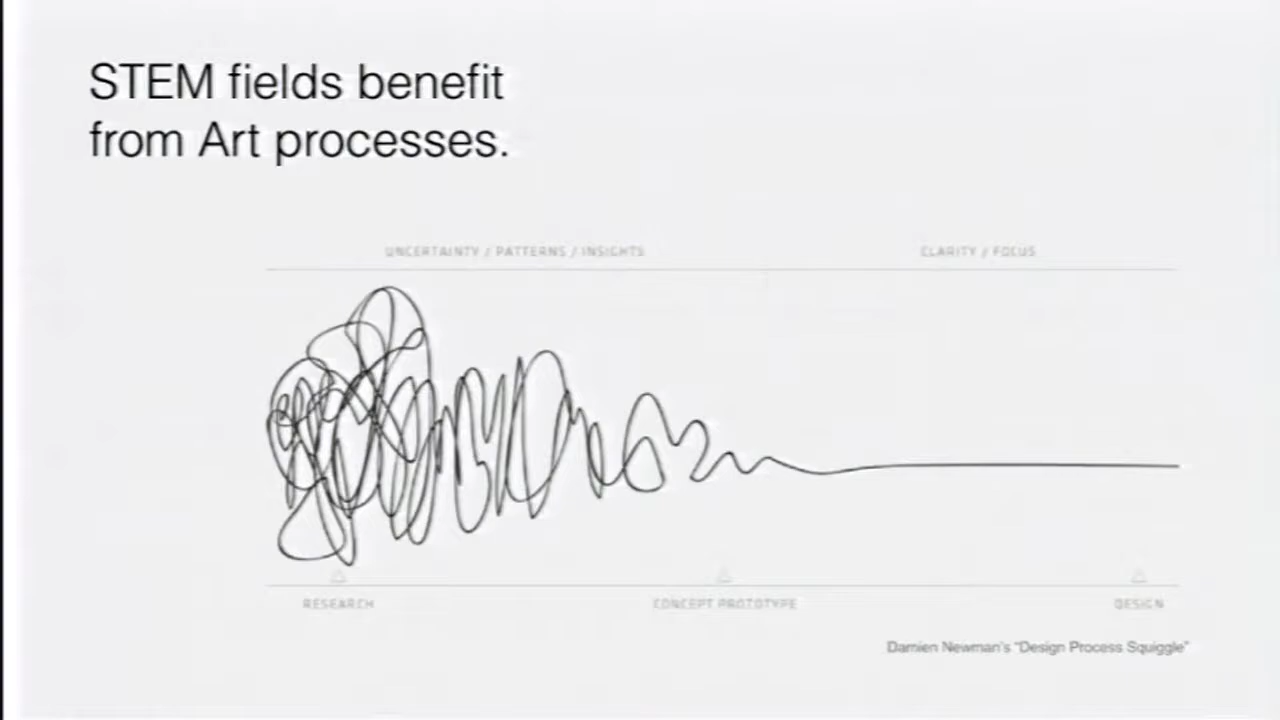 STEM fields benefit
from Art processes.
UNCERTAINTY / PATTERNS / INSIGHTS
CLARITY / FOCUS
RESEARCH
CONCEPT PROTOTYPE
DESIGN
Damien Newman's "Design Process Squiggle"